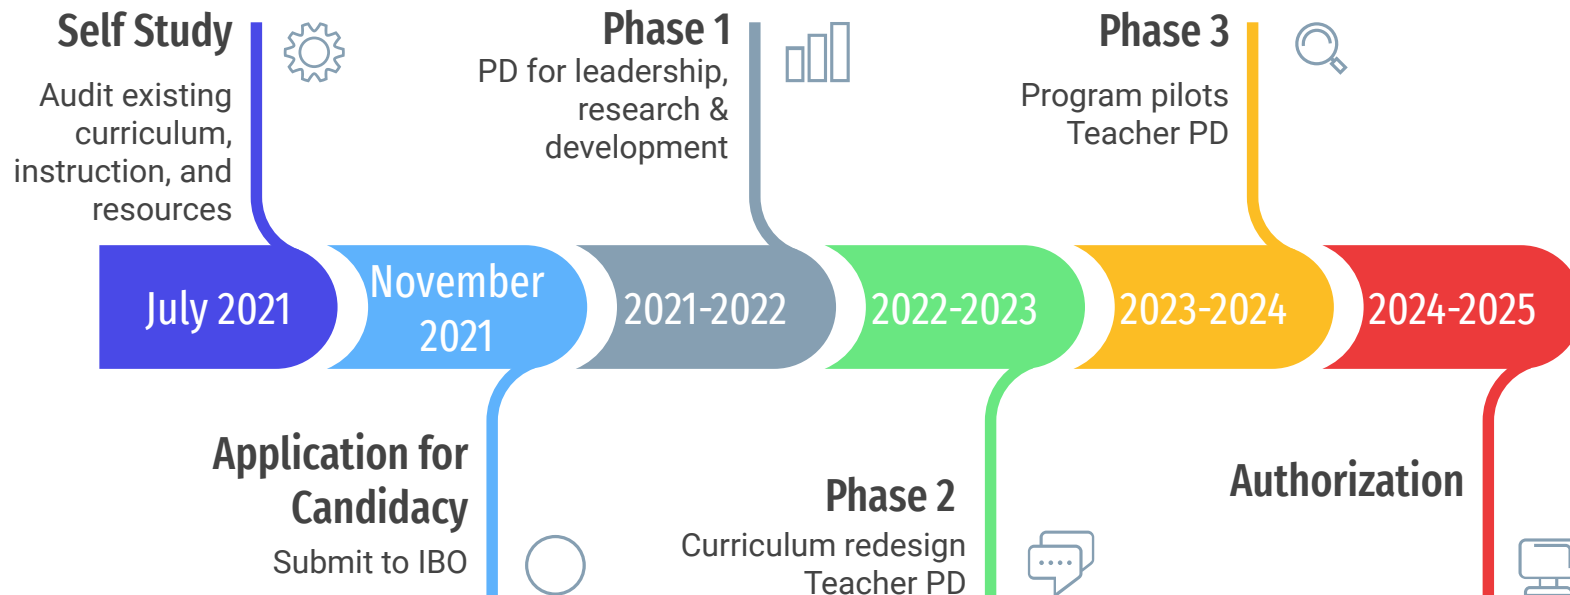 Self Study
Audit existing
curriculum,
instruction, and
resources
Phase 1
PD for leadership,
research &
development
Phase 3
Program pilots
Teacher PD
July 2021
November
2021
2021-2022
2022-2023
2023-2024
2024-2025
Application for
Candidacy
Submit to IBO
Phase 2
Curriculum redesign
Teacher PD
Authorization